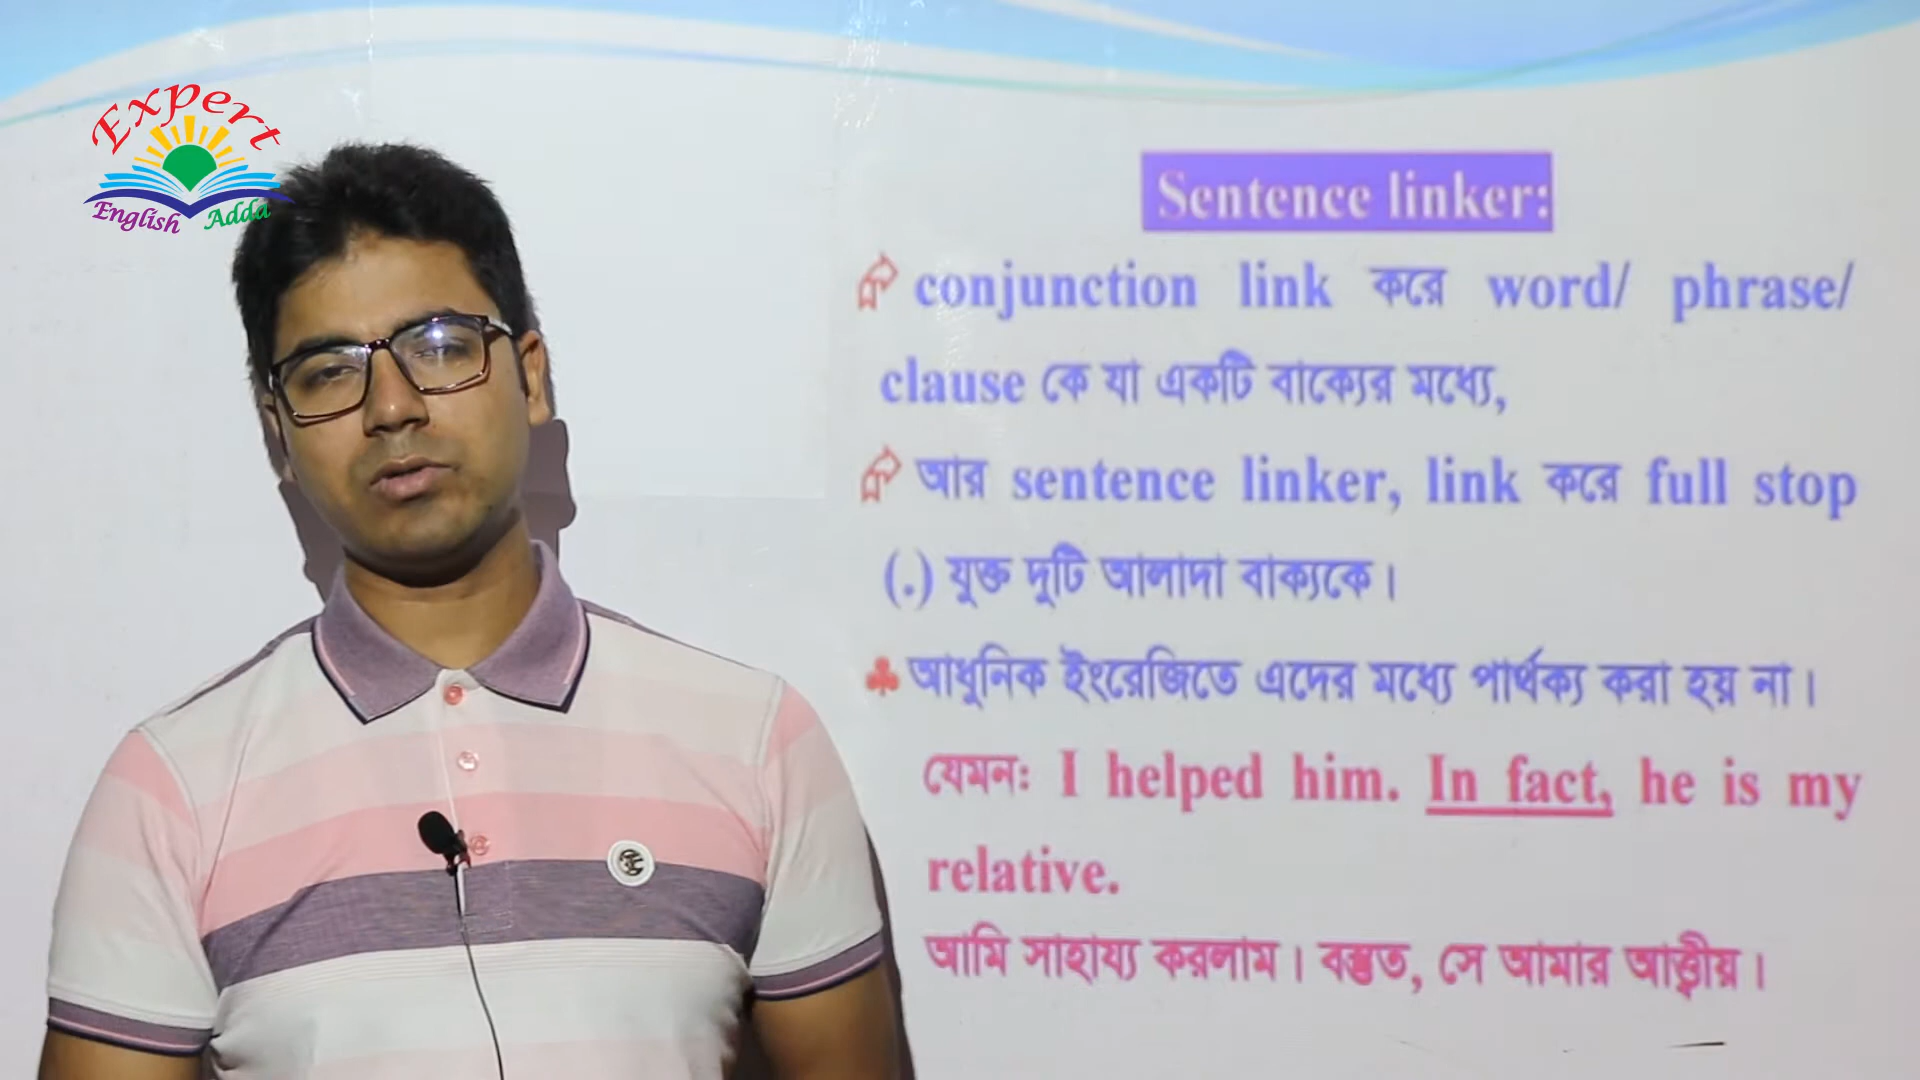 Expert
English Adda
Sentence linker:
conjunction link করে word/ phrase/
clause কে যা একটি বাক্যের মধ্যে,
আর sentence linker, link করে full stop
(.) যুক্ত দুটি আলাদা বাক্যকে।
আধুনিক ইংরেজিতে এদের মধ্যে পার্থক্য করা হয় না।
যেমনঃ I helped him. In fact, he is my
relative.
আমি সাহায্য করলাম। বস্তুত, সে আমার আত্ত্বীয়।